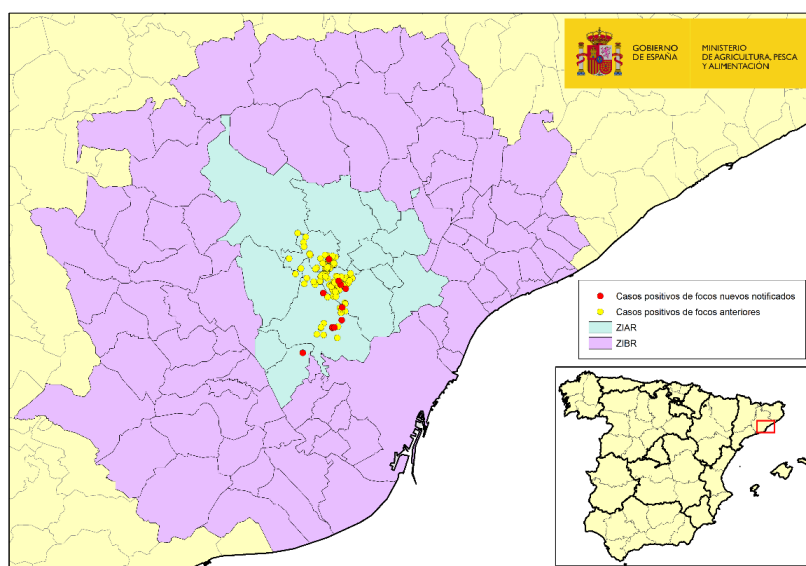 GOBIERNO
DE ESPAÑA
MINISTERIO
DE AGRICULTURA, PESCA
Y ALIMENTACIÓN
Casos positivos de focos nuevos notificados
Casos positivos de focos anteriores
ZIAR
ZIBR